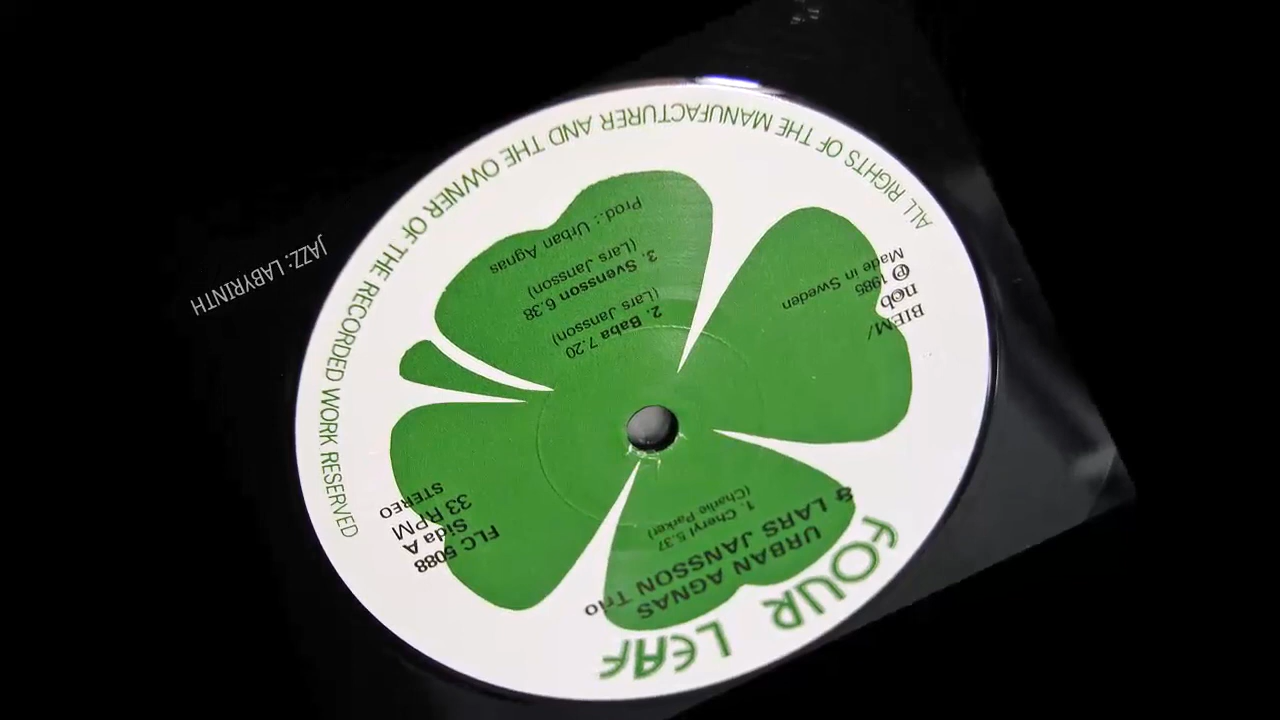 FOUR LEAF
URBAN AGNAS
& LARS JANSSON Trio
1. Cheryl 5.37
(Charlie Parker)
FLC 5088
Sida A
33 RPM
STEREO
BIEM/
ncb
℗ 1985
Made in Sweden
2. Baba 7.20
(Lars Jansson)
3. Svensson 6.38
(Lars Jansson)
Prod.: Urban Agnas
ALL RIGHTS OF THE MANUFACTURER AND THE OWNER OF THE RECORDED WORK RESERVED
JAZZ: LABYRINTH